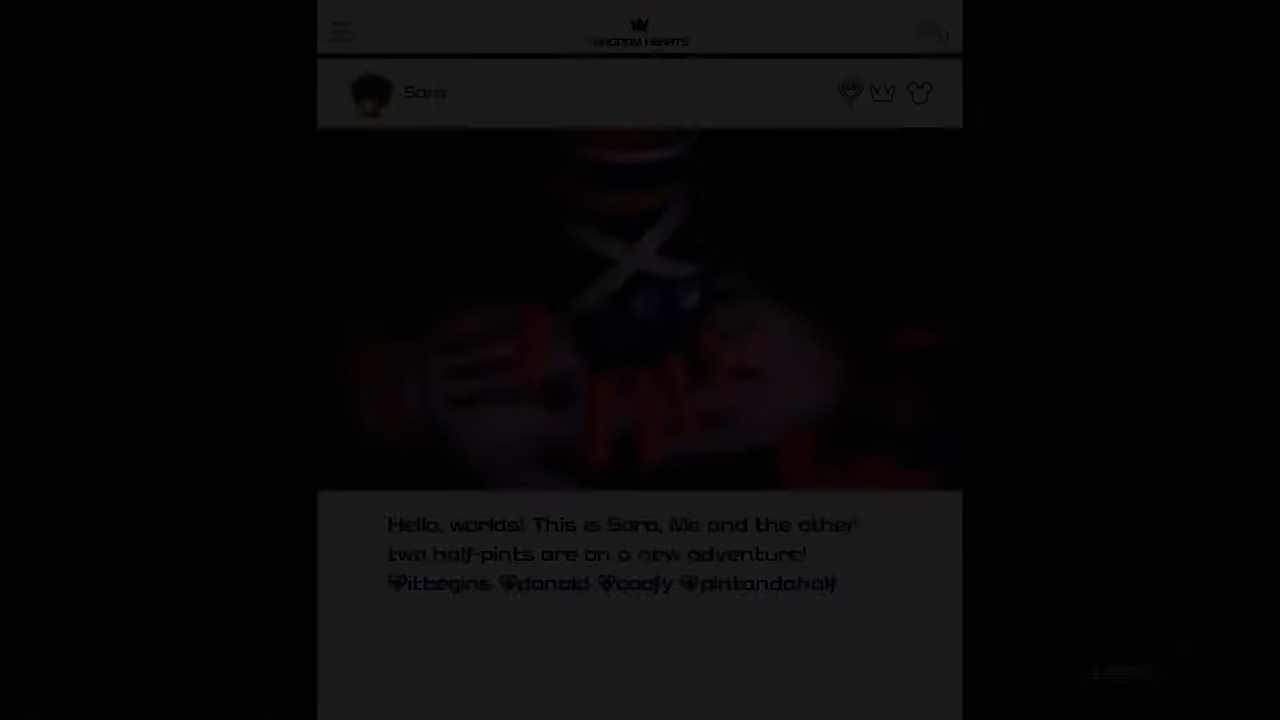 KINGDOM HEARTS
Sora
Hello, worlds! This is Sora, Me and the other
two half-pints are on a new adventure!
itbegins donald goofy pintandahalf